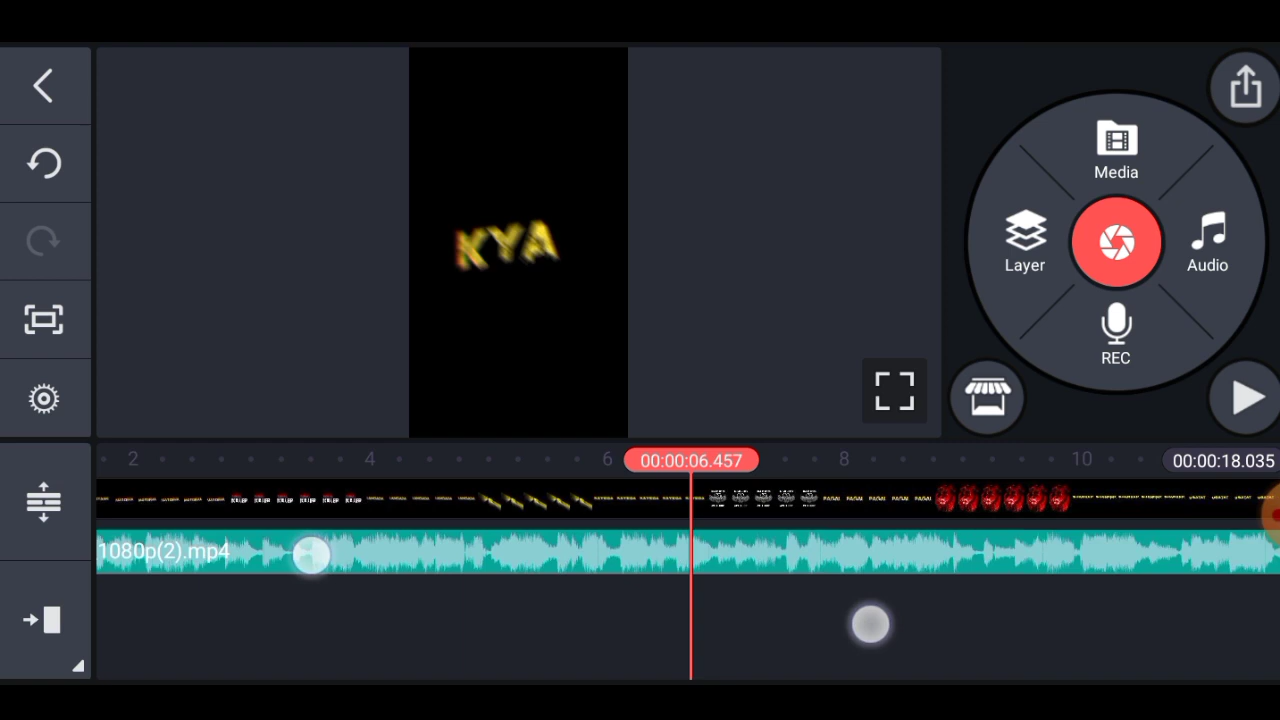 Media
KYA
Layer
Audio
REC
2
4
6
00:00:06.457
8
10
00:00:18.035
1080p(2).mp4